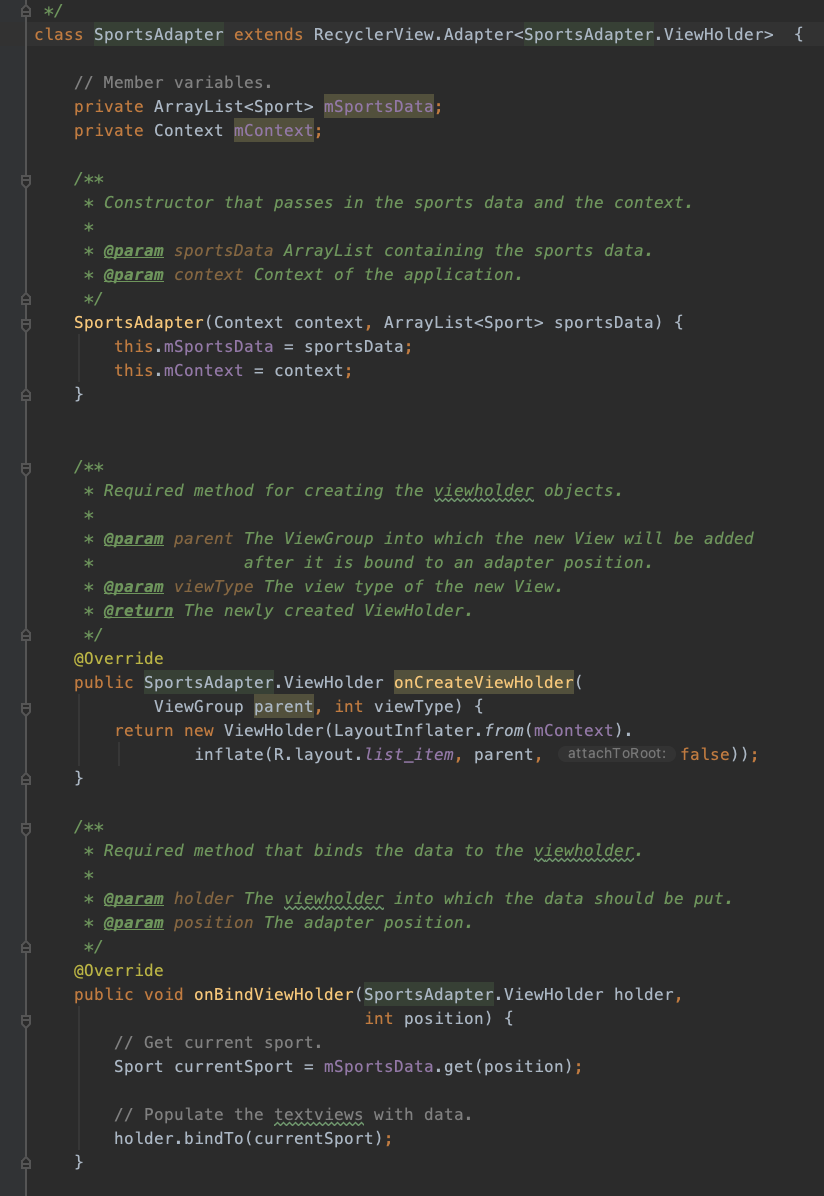 */
class SportsAdapter extends RecyclerView.Adapter<SportsAdapter.ViewHolder>  {
    // Member variables.
    private ArrayList<Sport> mSportsData;
    private Context mContext;
    /**
     * Constructor that passes in the sports data and the context.
     *
     * @param sportsData ArrayList containing the sports data.
     * @param context Context of the application.
     */
    SportsAdapter(Context context, ArrayList<Sport> sportsData) {
        this.mSportsData = sportsData;
        this.mContext = context;
    }
    /**
     * Required method for creating the viewholder objects.
     *
     * @param parent The ViewGroup into which the new View will be added
     *               after it is bound to an adapter position.
     * @param viewType The view type of the new View.
     * @return The newly created ViewHolder.
     */
    @Override
    public SportsAdapter.ViewHolder onCreateViewHolder(
            ViewGroup parent, int viewType) {
        return new ViewHolder(LayoutInflater.from(mContext).
                inflate(R.layout.list_item, parent, attachToRoot: false));
    }
    /**
     * Required method that binds the data to the viewholder.
     *
     * @param holder The viewholder into which the data should be put.
     * @param position The adapter position.
     */
    @Override
    public void onBindViewHolder(SportsAdapter.ViewHolder holder,
                                 int position) {
        // Get current sport.
        Sport currentSport = mSportsData.get(position);
        // Populate the textviews with data.
        holder.bindTo(currentSport);
    }